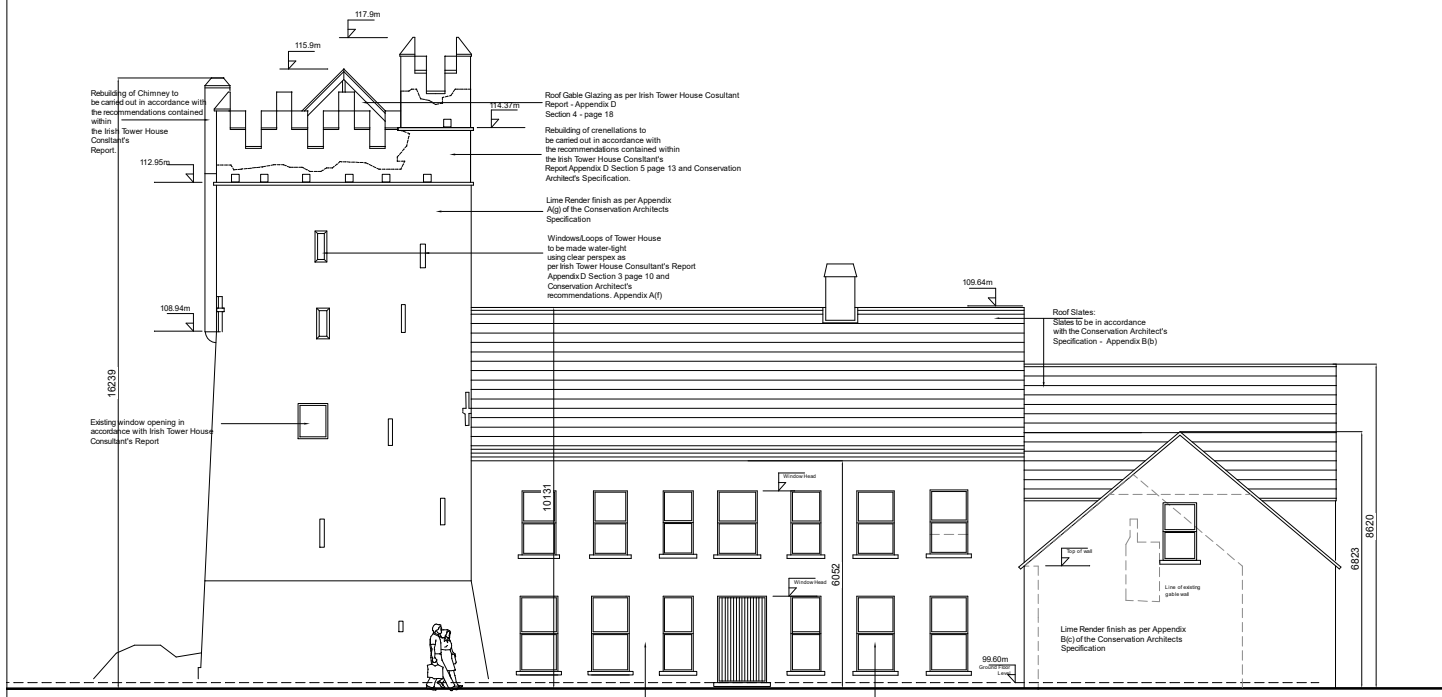 117.9m
115.9m
Rebuilding of Chimney to
be carried out in accordance with
the recommendations contained
within
the Irish Tower House
Consltant's
Report.
Roof Gable Glazing as per Irish Tower House Cosultant
Report - Appendix D
Section 4 - page 18
114.37m
Rebuilding of crenellations to
be carried out in accordance with
the recommendations contained within
the Irish Tower House Consltant's
Report Appendix D Section 5 page 13 and Conservation
Architect's Specification.
112.95m
Lime Render finish as per Appendix
A(g) of the Conservation Architects
Specification
Windows/Loops of Tower House
to be made water-tight
using clear perspex as
per Irish Tower House Consultant's Report
Appendix D Section 3 page 10 and
Conservation Architect's
recommendations. Appendix A(f)
109.64m
108.94m
Roof Slates:
Slates to be in accordance
with the Conservation Architect's
Specification - Appendix B(b)
16239
Existing window opening in
accordance with Irish Tower House
Consultant's Report
10131
Window Head
6052
Window Head
Top of wall
Line of existing
gable wall
6823
8620
Lime Render finish as per Appendix
B(c) of the Conservation Architects
Specification
99.60m
Ground Floor
Level